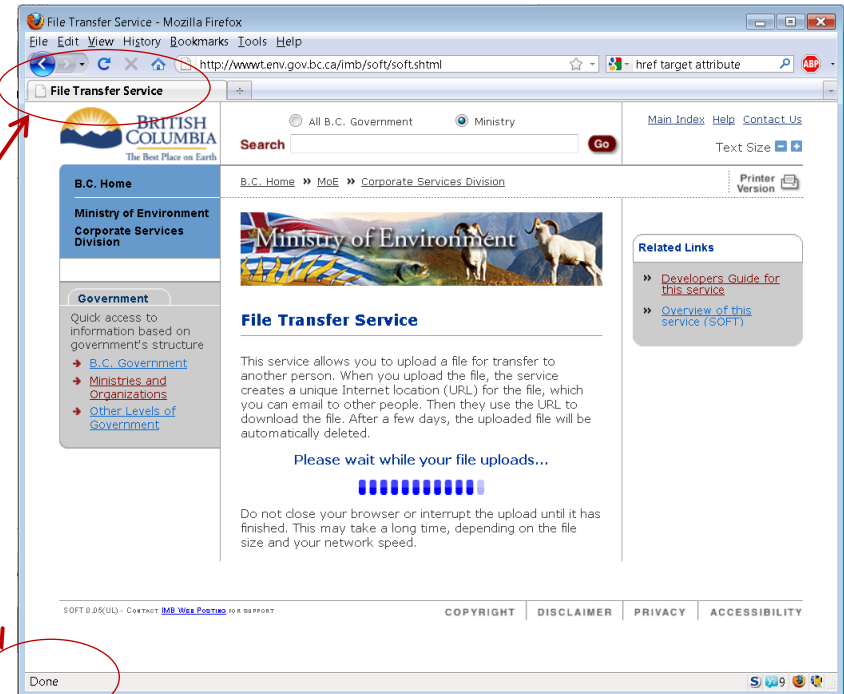 File Transfer Service - Mozilla Firefox
File Edit View History Bookmarks Tools Help
http://wwwt.env.gov.bc.ca/imb/soft/soft.shtml
href target attribute
ABP
File Transfer Service
BRITISH
COLUMBIA
The Best Place on Earth
All B.C. Government Ministry
Search Go
Main Index Help Contact Us
Text Size
B.C. Home
Ministry of Environment
Corporate Services
Division
B.C. Home » MoE » Corporate Services Division
Printer
Version
Government
Quick access to
information based on
government's structure
B.C. Government
Ministries and
Organizations
Other Levels of
Government
Ministry of Environment
File Transfer Service
This service allows you to upload a file for transfer to
another person. When you upload the file, the service
creates a unique Internet location (URL) for the file, which
you can email to other people. Then they use the URL to
download the file. After a few days, the uploaded file will be
automatically deleted.
Please wait while your file uploads...
Do not close your browser or interrupt the upload until it has
finished. This may take a long time, depending on the file
size and your network speed.
Related Links
» Developers Guide for
this service
» Overview of this
service (SOFT)
SOFT 0.05(UL) - Contact IMB Web Posting for support
COPYRIGHT DISCLAIMER PRIVACY ACCESSIBILITY
Done
S 9